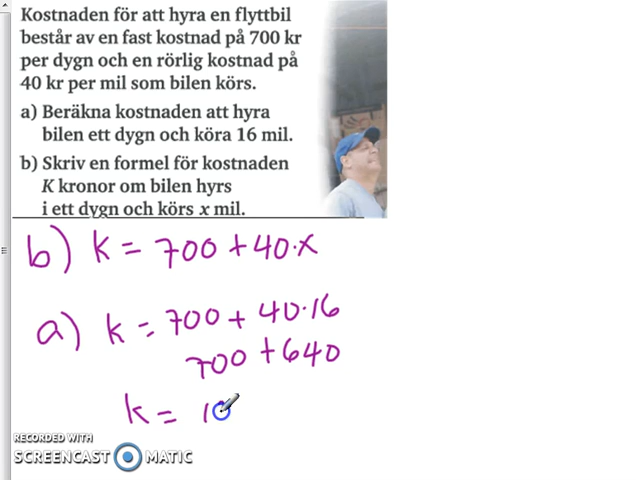 Kostnaden för att hyra en flyttbil
består av en fast kostnad på 700 kr
per dygn och en rörlig kostnad på
40 kr per mil som bilen körs.
a) Beräkna kostnaden att hyra
bilen ett dygn och köra 16 mil.
b) Skriv en formel för kostnaden
K kronor om bilen hyrs
i ett dygn och körs x mil.
b) k = 700 + 40·x
a) k = 700 + 40·16
700 + 640
k = 10
RECORDED WITH
SCREENCAST MATIC